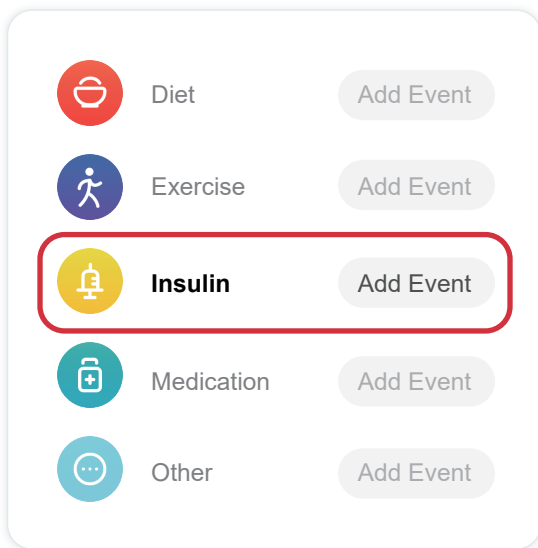 Diet Add Event
Exercise Add Event
Insulin Add Event
Medication Add Event
Other Add Event